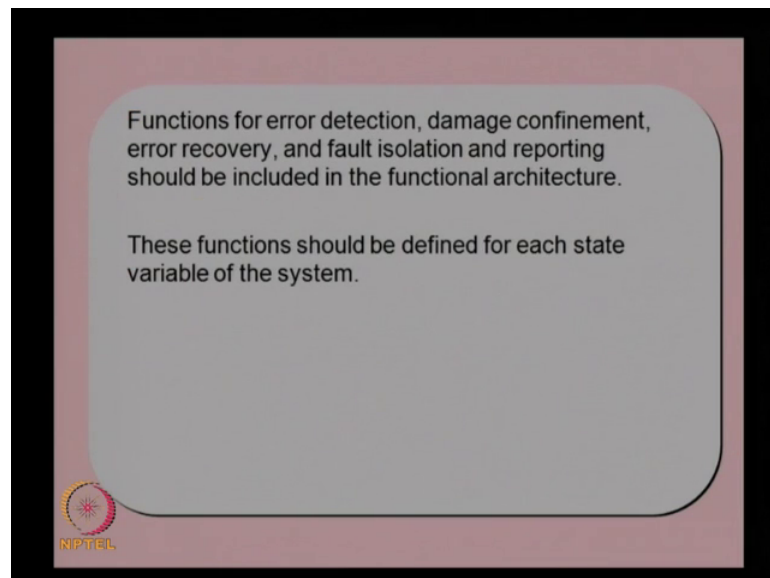 Functions for error detection, damage confinement,
error recovery, and fault isolation and reporting
should be included in the functional architecture.
These functions should be defined for each state
variable of the system.
NPTEL